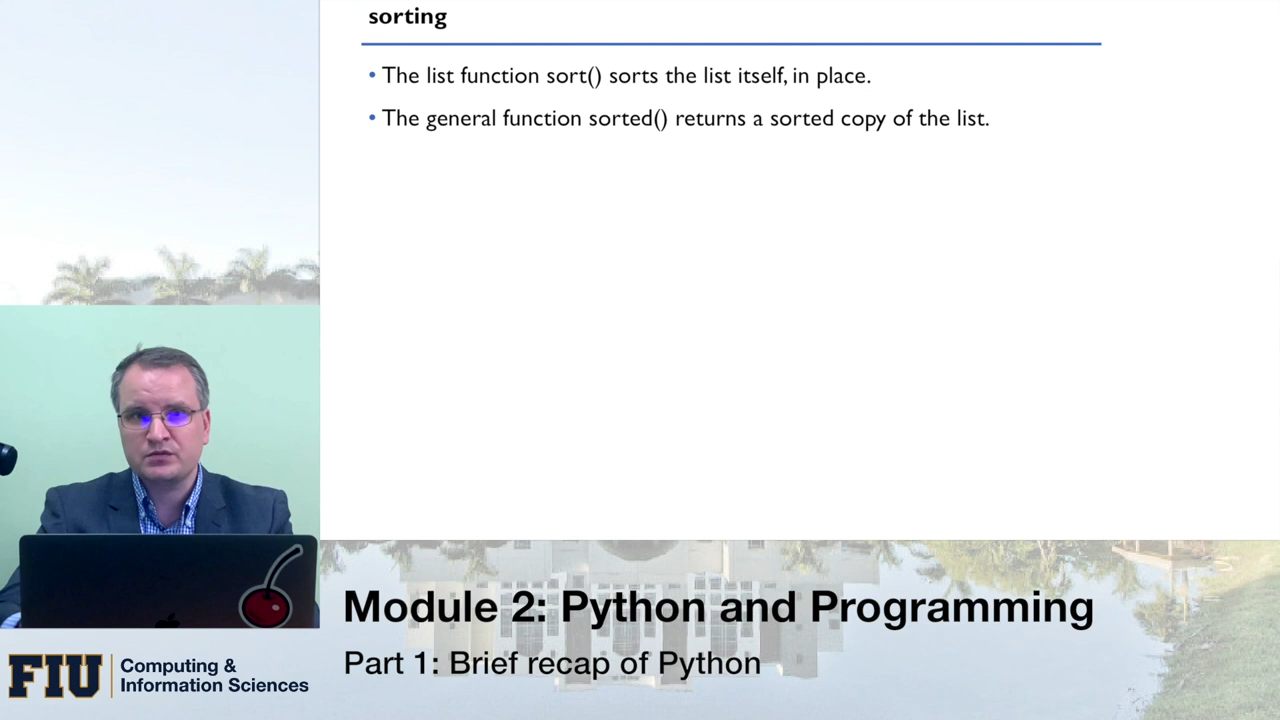 sorting
• The list function sort() sorts the list itself, in place.
• The general function sorted() returns a sorted copy of the list.
Module 2: Python and Programming
Part 1: Brief recap of Python
FIU
Computing &
Information Sciences